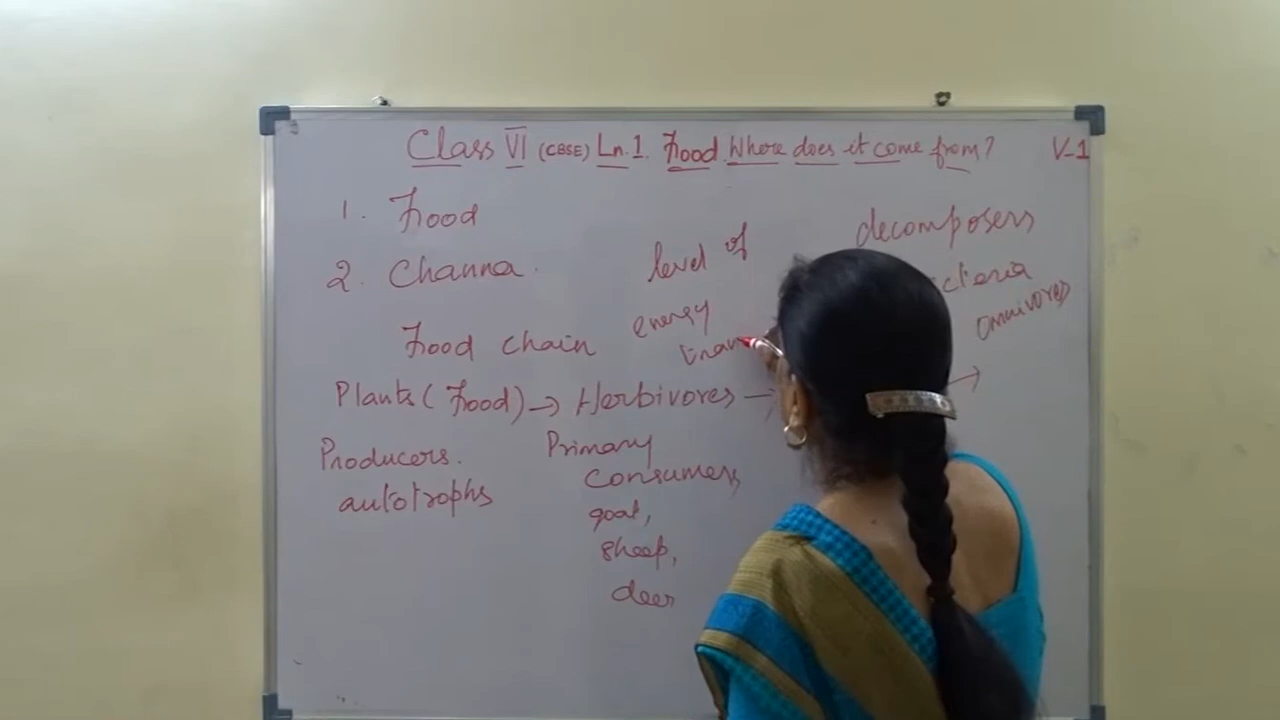 Class VI (CBSE) Ln.1. Food Where does it come from? V-1
1. Food
2. Channa.
level of
energy
decomposers
omnivores
Food chain
Plants (Food) → Herbivores →
→
Producers.
autotrophs
Primary
consumers,
goat,
sheep,
deer